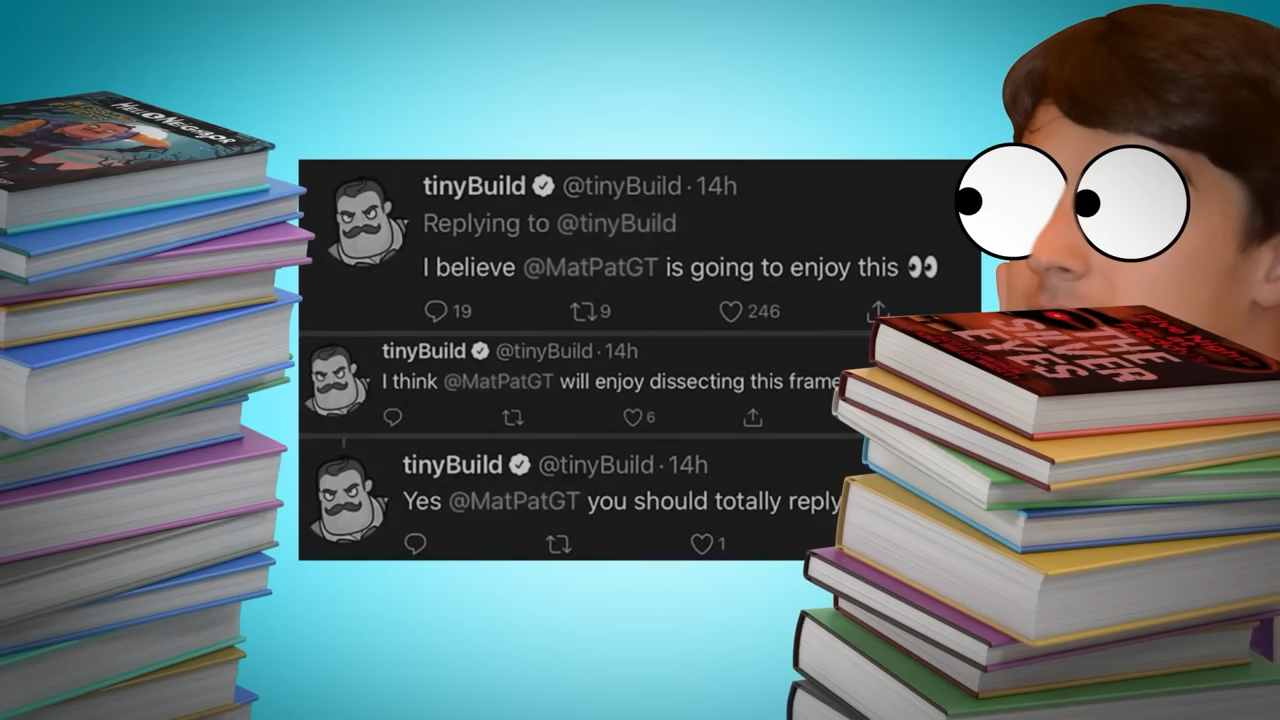 HELLO NEIGHBOR
tinyBuild @tinyBuild · 14h
Replying to @tinyBuild
I believe @MatPatGT is going to enjoy this 👀
19 9 246
tinyBuild @tinyBuild · 14h
I think @MatPatGT will enjoy dissecting this frame
6
tinyBuild @tinyBuild · 14h
Yes @MatPatGT you should totally reply
1
THE
SILVER
EYES